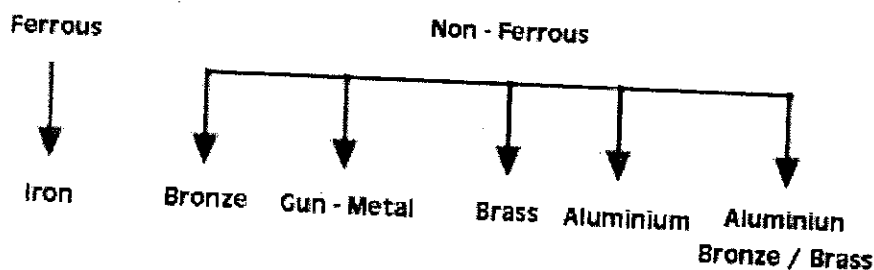 Ferrous
Non - Ferrous
Iron
Bronze
Gun - Metal
Brass
Aluminium
Aluminiun
Bronze / Brass